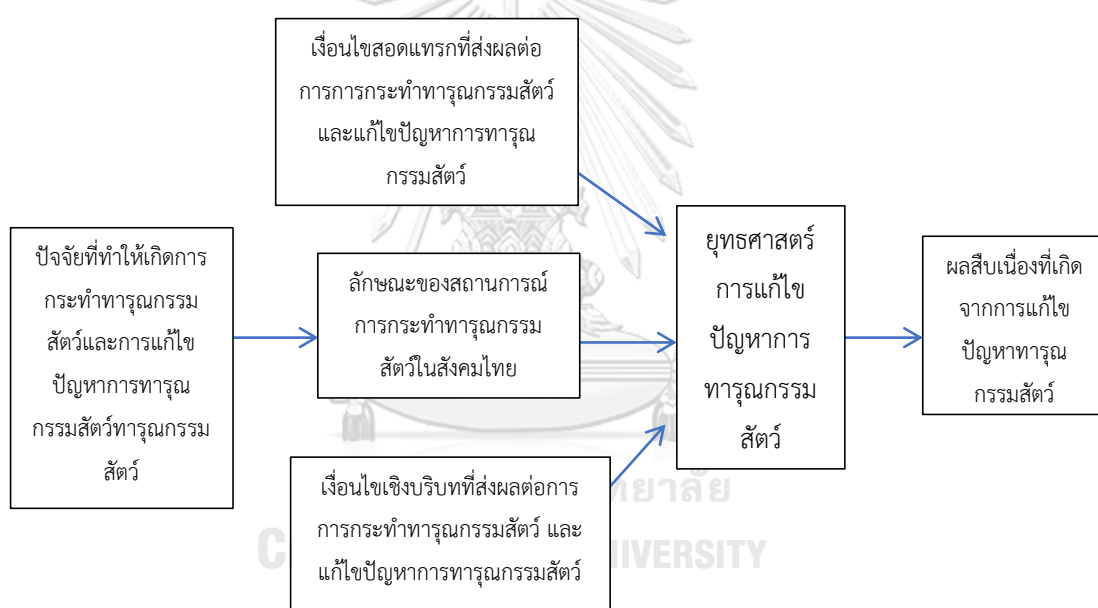 เงื่อนไขสอดแทรกที่ส่งผลต่อ
การการกระทำทารุณกรรมสัตว์
และแก้ไขปัญหาการทารุณ
กรรมสัตว์
ปัจจัยที่ทำให้เกิดการ
กระทำทารุณกรรม
สัตว์และการแก้ไข
ปัญหาการทารุณ
กรรมสัตว์ทารุณกรรม
สัตว์
ลักษณะของสถานการณ์
การกระทำทารุณกรรม
สัตว์ในสังคมไทย
เงื่อนไขเชิงบริบทที่ส่งผลต่อการ
การกระทำทารุณกรรมสัตว์ และ
แก้ไขปัญหาการทารุณกรรมสัตว์
ยุทธศาสตร์
การแก้ไข
ปัญหาการ
ทารุณกรรม
สัตว์
ผลสืบเนื่องที่เกิด
จากการแก้ไข
ปัญหาทารุณ
กรรมสัตว์
ทยาลัย
C IVERSITY